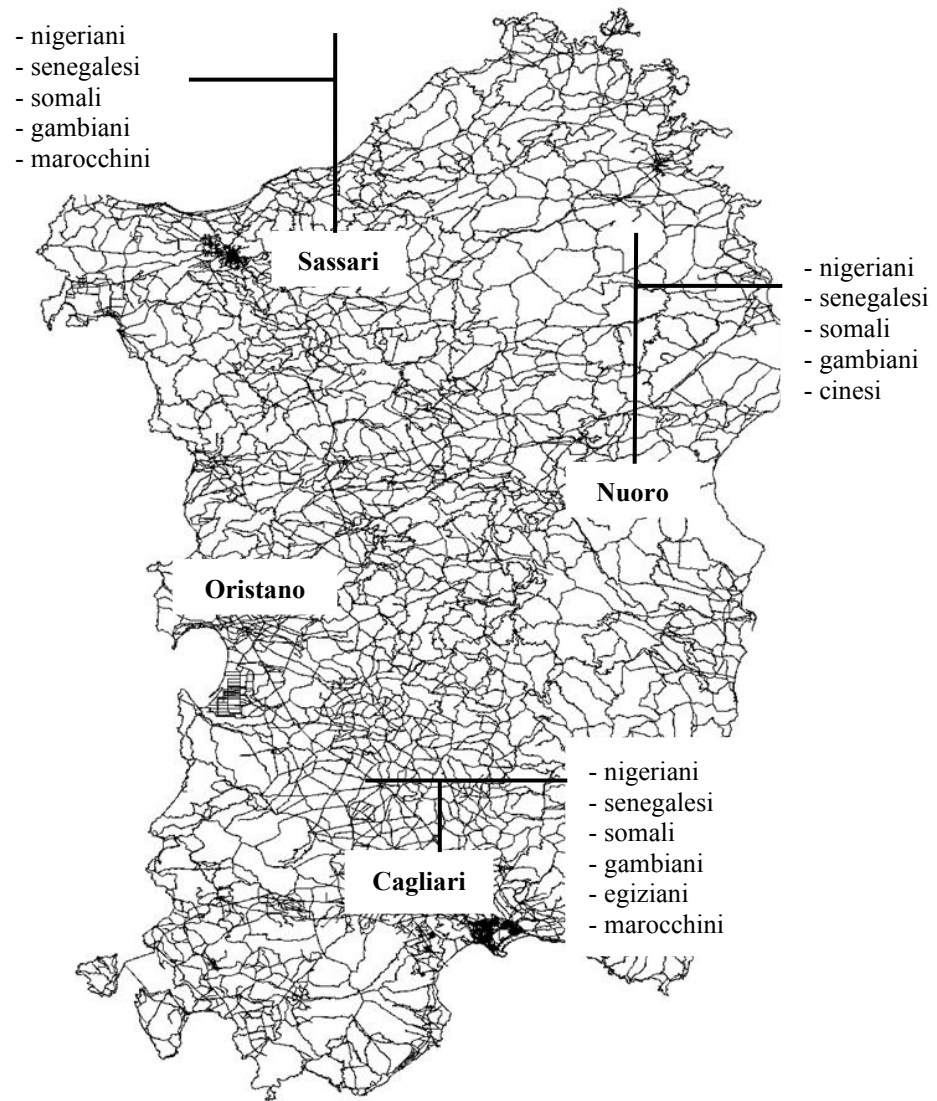 - nigeriani
- senegalesi
- somali
- gambiani
- marocchini
Sassari
- nigeriani
- senegalesi
- somali
- gambiani
- cinesi
Nuoro
Oristano
- nigeriani
- senegalesi
- somali
- gambiani
- egiziani
- marocchini
Cagliari